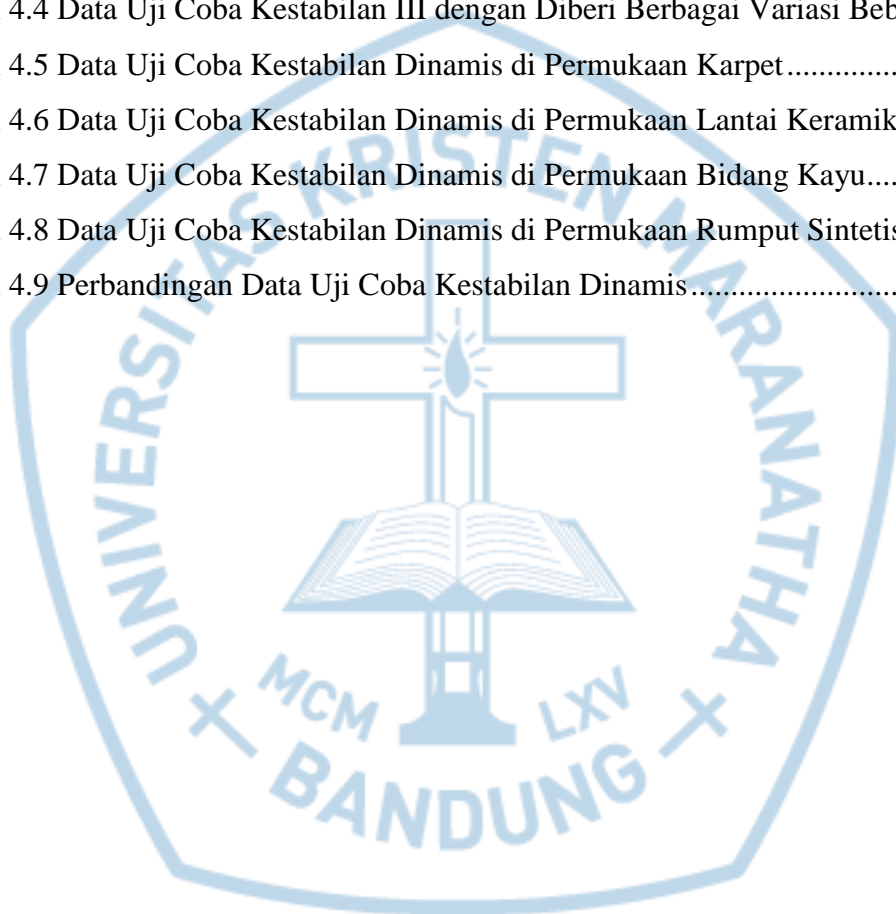 4.4 Data Uji Coba Kestabilan III dengan Diberi Berbagai Variasi
4.5 Data Uji Coba Kestabilan Dinamis di Permukaan Karpet................
4.6 Data Uji Coba Kestabilan Dinamis di Permukaan Lantai Keramik
4.7 Data Uji Coba Kestabilan Dinamis di Permukaan Bidang Kayu....
4.8 Data Uji Coba Kestabilan Dinamis di Permukaan Rumput Sintetis
4.9 Perbandingan Data Uji Coba Kestabilan Dinamis..........................
UNIVERSITAS KRISTEN MARANATHA
MCM LXV
BANDUNG